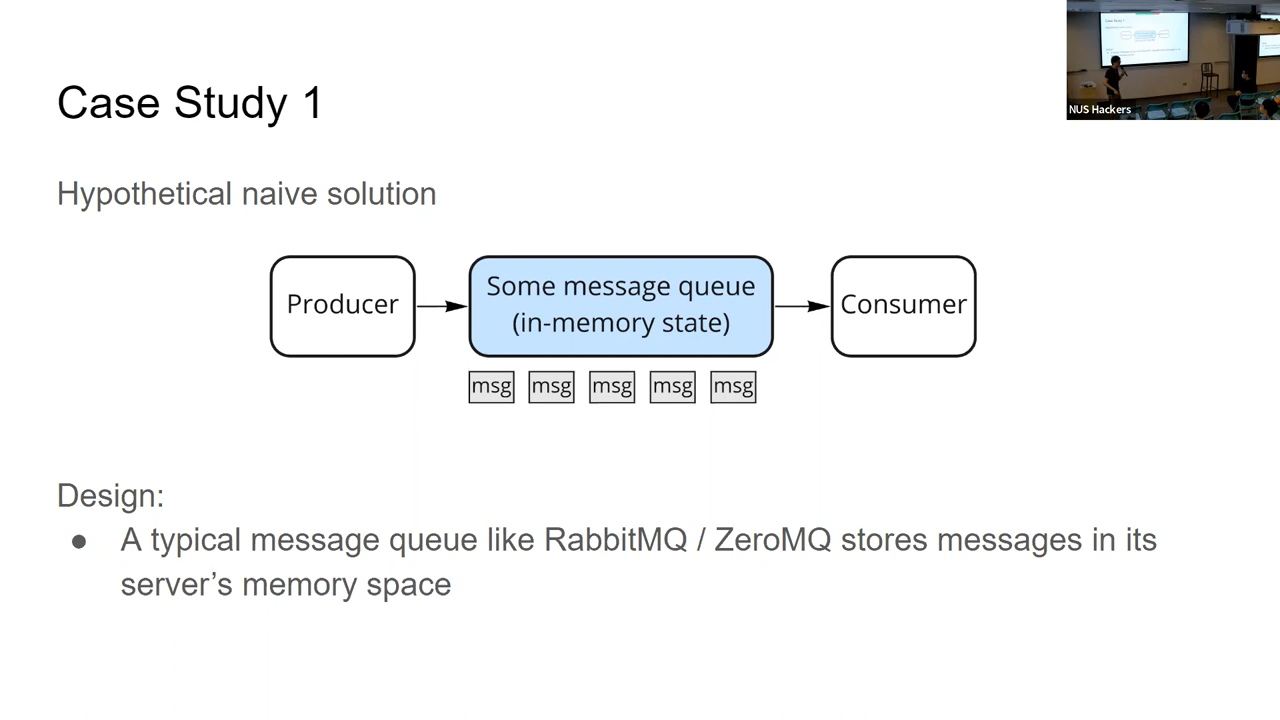 Case Study 1
NUS Hackers
Hypothetical naive solution
Producer
Some message queue
(in-memory state)
Consumer
msg msg msg msg msg
Design:
● A typical message queue like RabbitMQ / ZeroMQ stores messages in its
server’s memory space